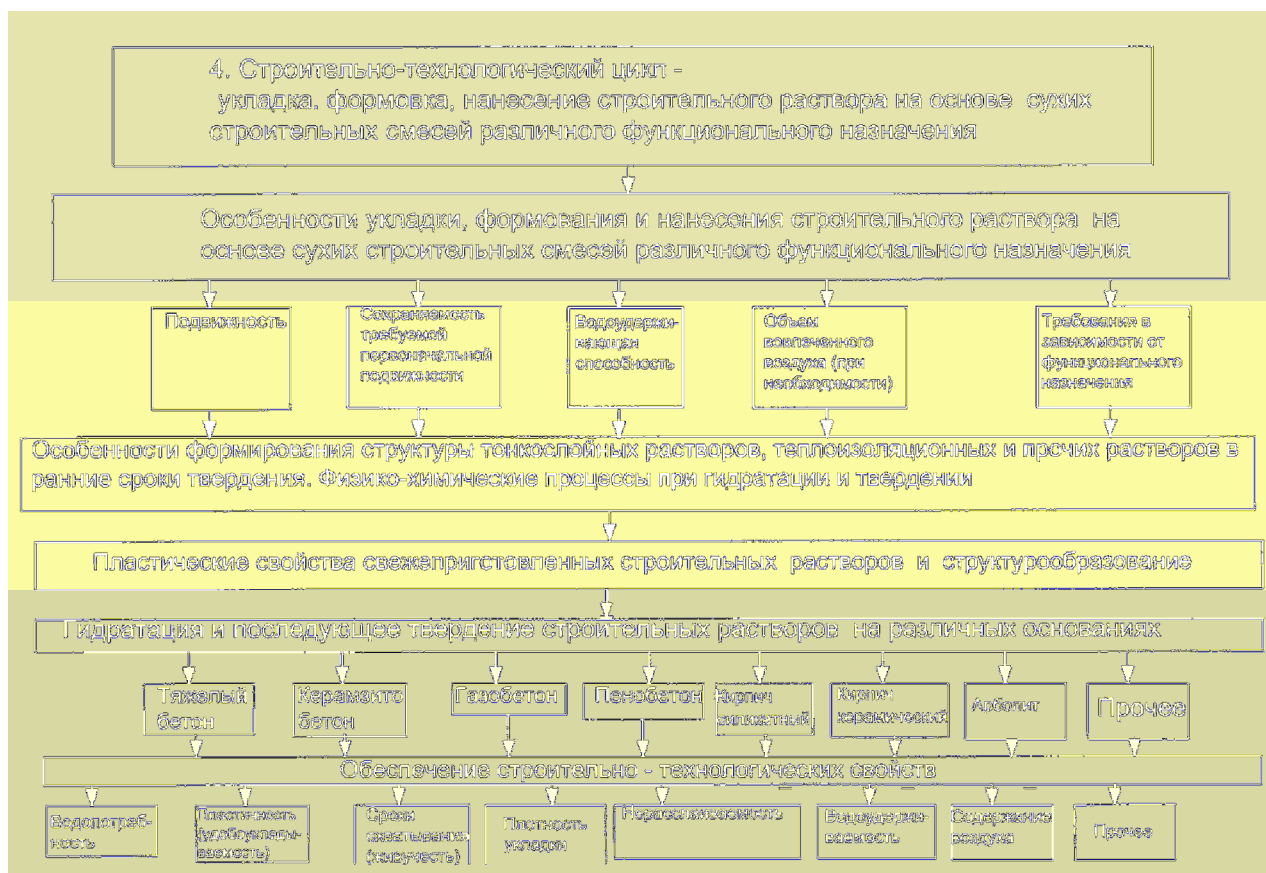 4. Строительно-технологический цикл -
укладка. формовка, нанесение строительного раствора на основе сухих
строительных смесей различного функционального назначения
Особенности укладки, формования и нанесения строительного раствора на
основе сухих строительных смесей различного функционального назначения
Подвижность
Сохраняемость
требуемой
первоначальной
подвижности
Водоудержи-
вающая
способность
Объем
вовлеченного
воздуха (при
необходимости)
Требования в
зависимости от
функционального
назначения
Особенности формирования структуры тонкослойных растворов, теплоизоляционных и прочих растворов в
ранние сроки твердения. Физико-химические процессы при гидратации и твердении
Пластические свойства свежеприготовленных строительных растворов и структурообразование
Гидратация и последующее твердение строительных растворов на различных основаниях
Тяжелый
бетон
Керамзито
бетон
Газобетон
Пенобетон
Кирпич
силикатный
Кирпич
керамический
Арболит
Прочее
Обеспечение строительно - технологических свойств
Водопотреб-
ность
Пластичность
(удобоуклады-
ваемость)
Сроки
схватывания
(живучесть)
Плотность
укладки
Нерасслаиваемость
Водоудержи-
ваемость
Содержание
воздуха
Прочее